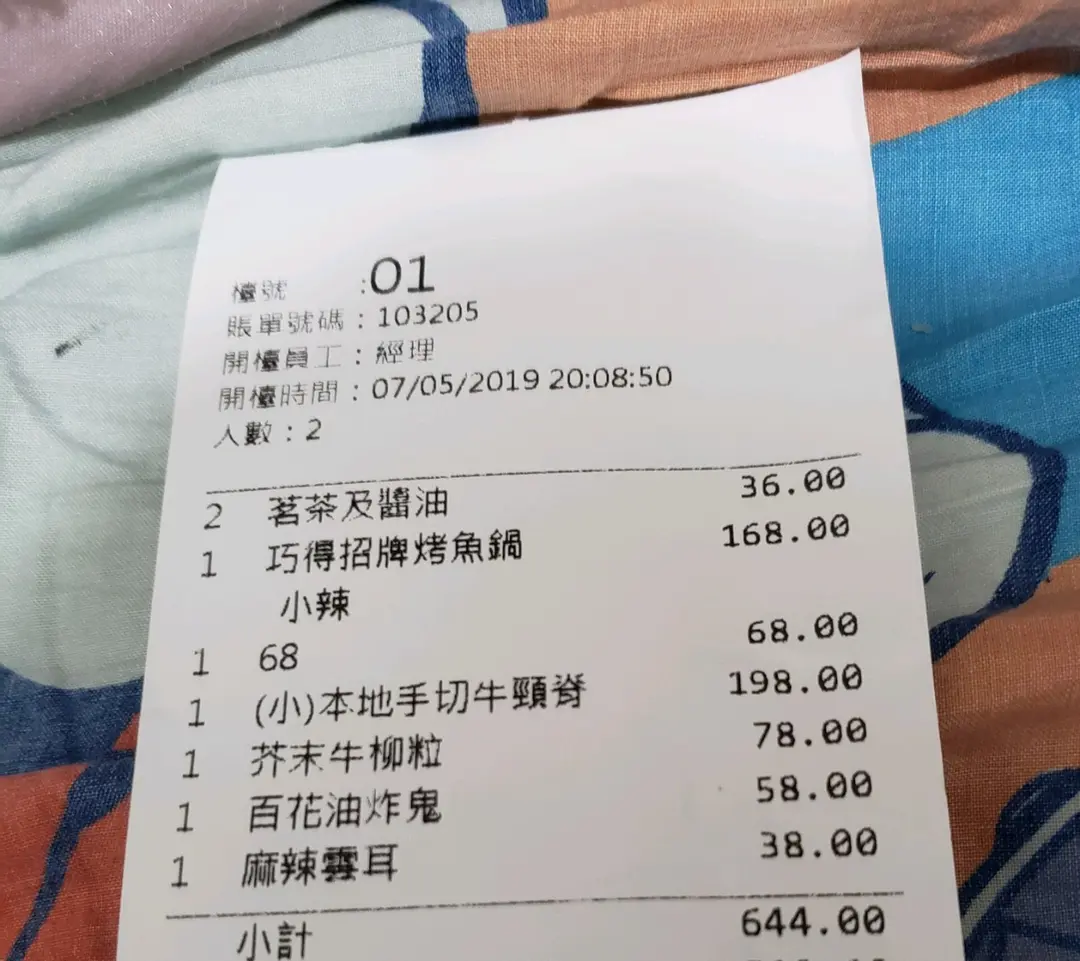 檯號 :01
賬單號碼：103205
開檯員工：經理
開檯時間：07/05/2019 20:08:50
人數：2
2 茗茶及醬油 36.00
1 巧得招牌烤魚鍋 168.00
小辣
1 68 68.00
1 (小)本地手切牛頸脊 198.00
1 芥末牛柳粒 78.00
1 百花油炸鬼 58.00
1 麻辣雲耳 38.00
小計 644.00